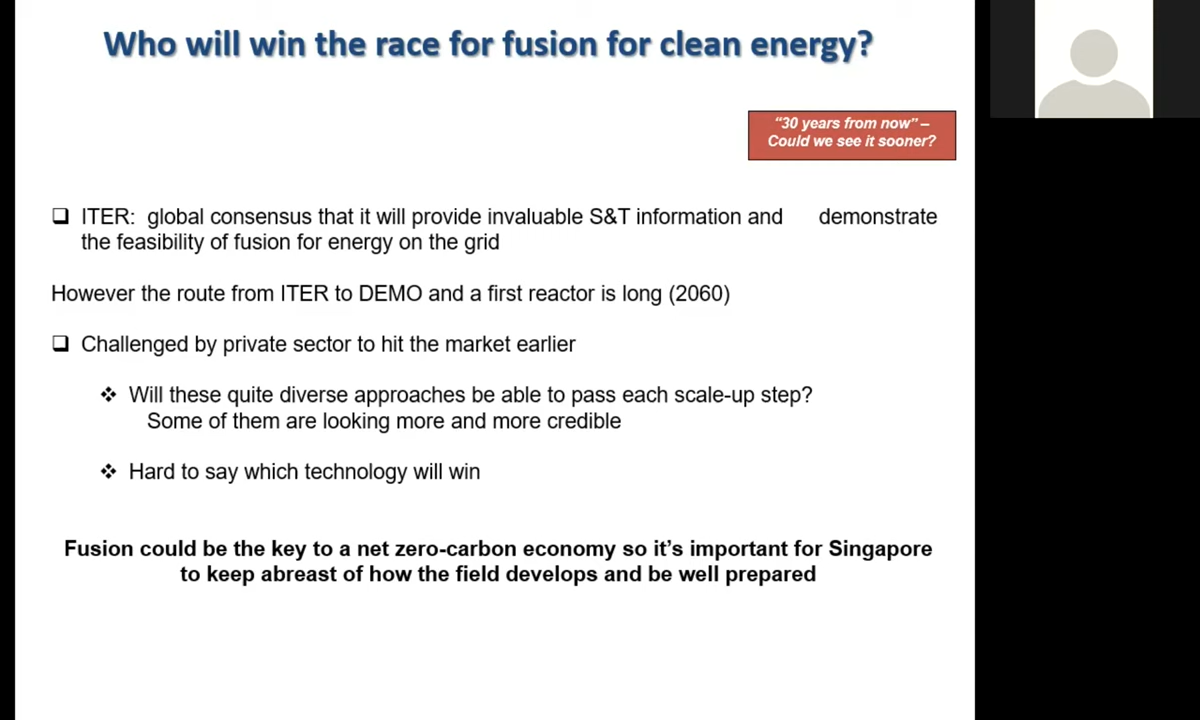 Who will win the race for fusion for clean energy?
“30 years from now” –
Could we see it sooner?
❑ ITER: global consensus that it will provide invaluable S&T information and demonstrate
the feasibility of fusion for energy on the grid
However the route from ITER to DEMO and a first reactor is long (2060)
❑ Challenged by private sector to hit the market earlier
❖ Will these quite diverse approaches be able to pass each scale-up step?
Some of them are looking more and more credible
❖ Hard to say which technology will win
Fusion could be the key to a net zero-carbon economy so it’s important for Singapore
to keep abreast of how the field develops and be well prepared